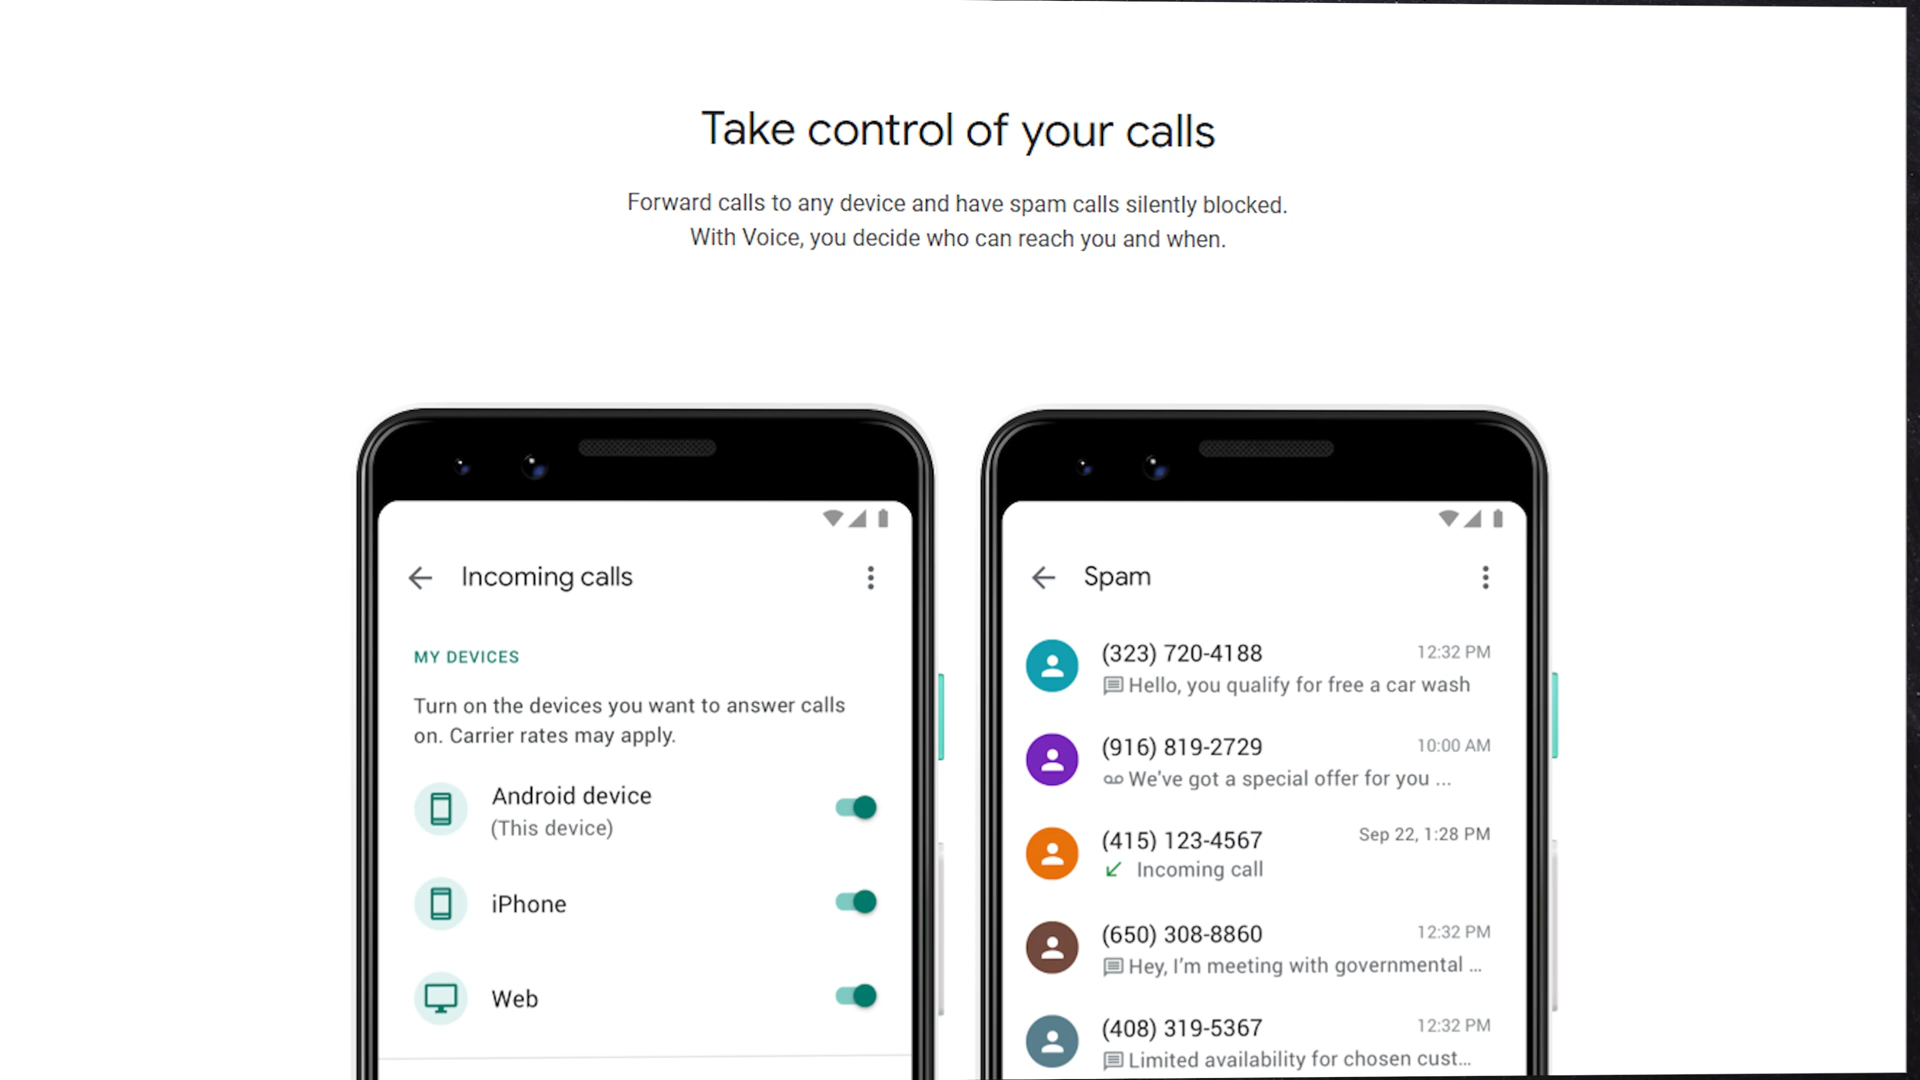 Take control of your calls
Forward calls to any device and have spam calls silently blocked.
With Voice, you decide who can reach you and when.
Incoming calls
MY DEVICES
Turn on the devices you want to answer calls
on. Carrier rates may apply.
Android device
(This device)
iPhone
Web
Spam
(323) 720-4188 12:32 PM
Hello, you qualify for free a car wash
(916) 819-2729 10:00 AM
We've got a special offer for you ...
(415) 123-4567 Sep 22, 1:28 PM
Incoming call
(650) 308-8860 12:32 PM
Hey, I'm meeting with governmental ...
(408) 319-5367 12:32 PM
Limited availability for chosen cust...